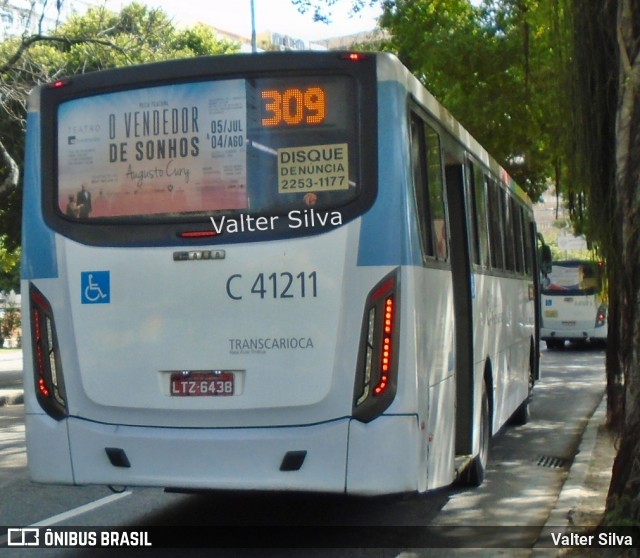 TEATRO
O VENDEDOR
DE SONHOS
Augusto Cury
05/JUL
04/AGO
309
DISQUE
DENUNCIA
2253-1177
Valter Silva
C 41211
TRANSCARIOCA
LTZ-6438
ÔNIBUS BRASIL
Valter Silva